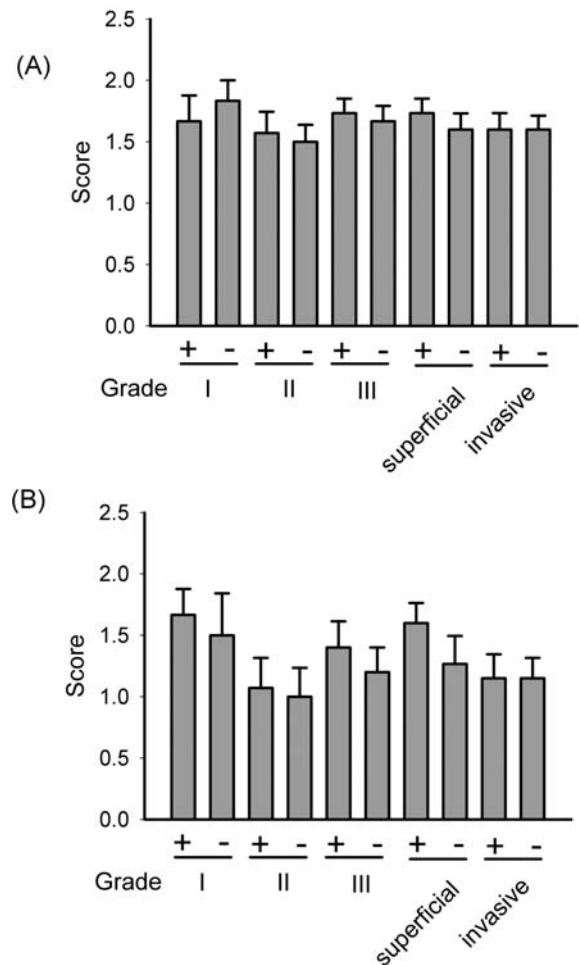 (A)
Score
2.5
2.0
1.5
1.0
0.5
0.0
+ - + - + - + - + -
Grade I II III superficial invasive
(B)
Score
2.5
2.0
1.5
1.0
0.5
0.0
+ - + - + - + - + -
Grade I II III superficial invasive